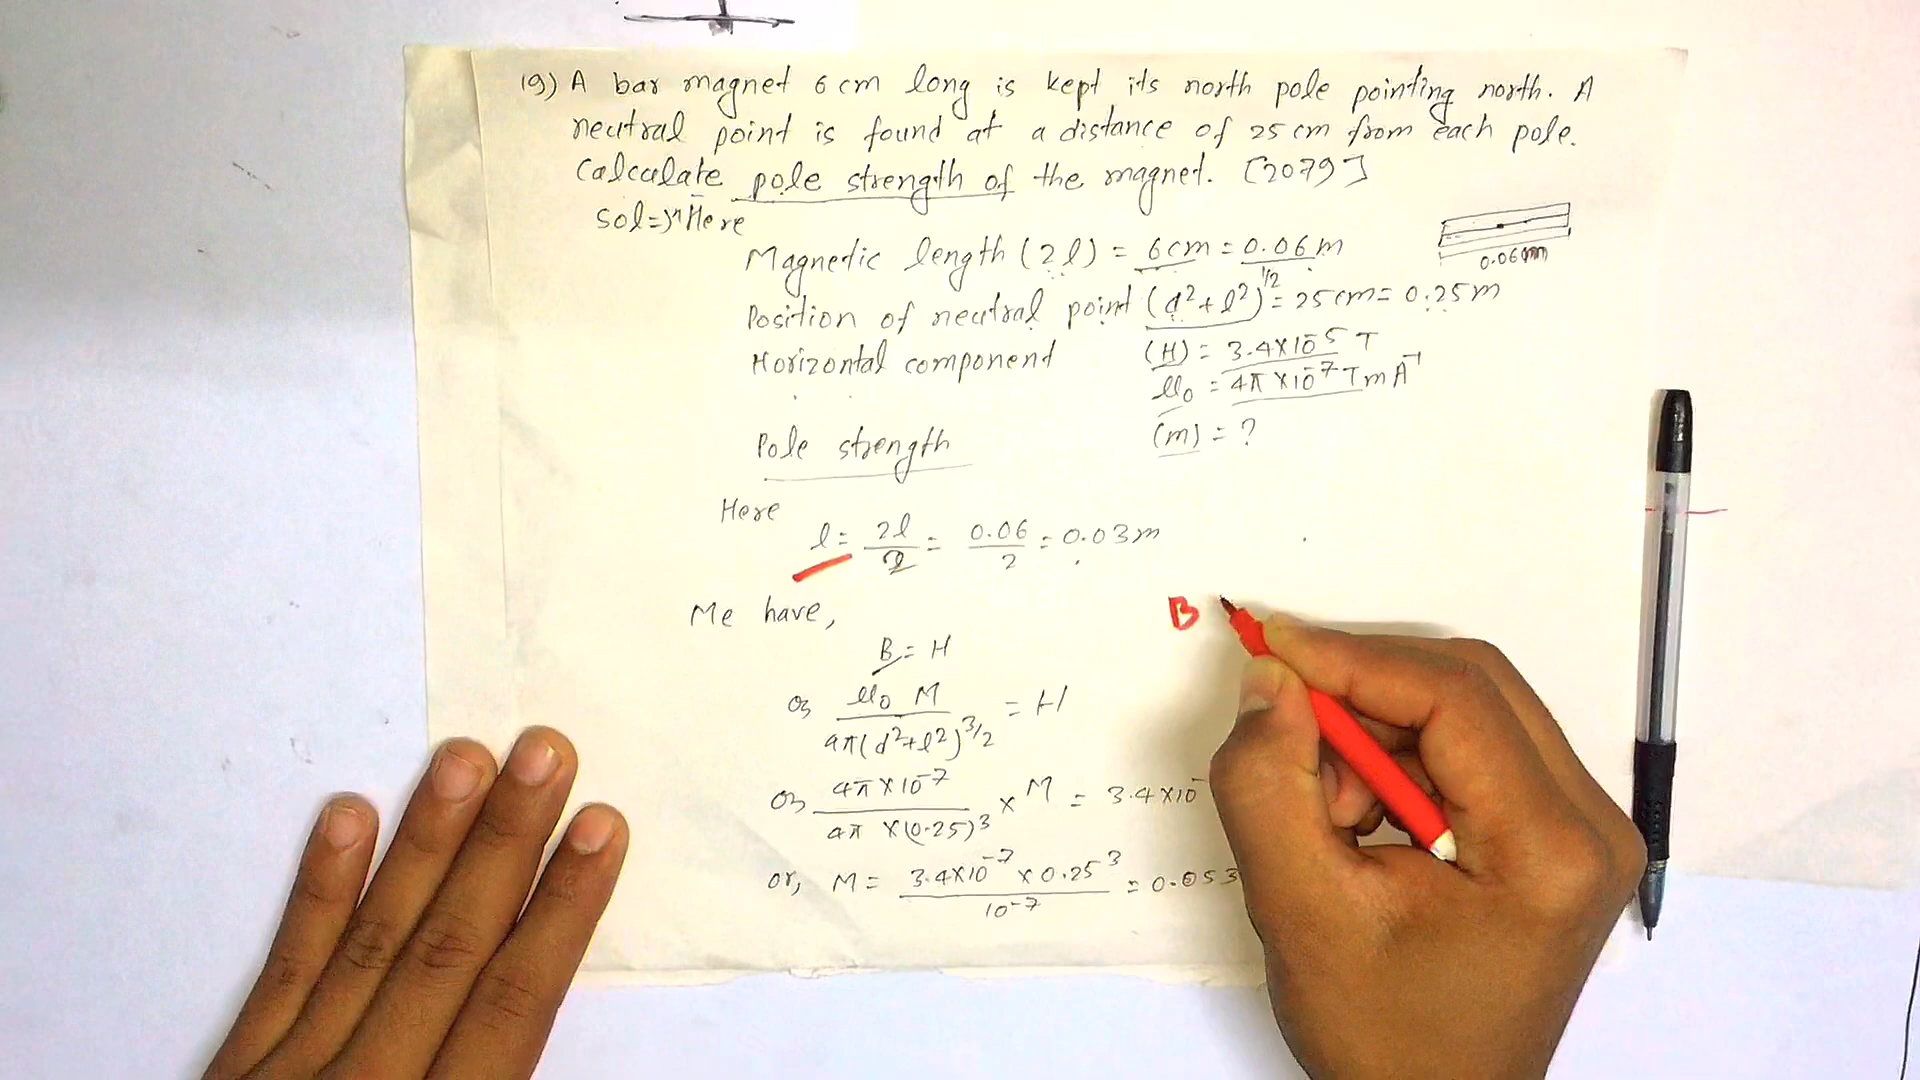 19) A bar magnet 6 cm long is kept its north pole pointing north. A
neutral point is found at a distance of 25 cm from each pole.
Calculate pole strength of the magnet. [2079]
Sol=)ⁿ Here
Magnetic length (2l) = 6cm = 0.06m
0.06m
Position of neutral point (d²+l²)^1/2 = 25cm = 0.25m
Horizontal component (H) = 3.4×10⁻⁵ T
μ₀ = 4π×10⁻⁷ TmA⁻¹
Pole strength (m) = ?
Here
l = 2l/2 = 0.06/2 = 0.03m
We have,
B
B = H
or μ₀ M / 4π(d²+l²)^3/2 = H
or 4π×10⁻⁷ / 4π ×(0.25)³ × M = 3.4×10⁻
or, M = 3.4×10⁻⁷ × 0.25³ / 10⁻⁷ = 0.053